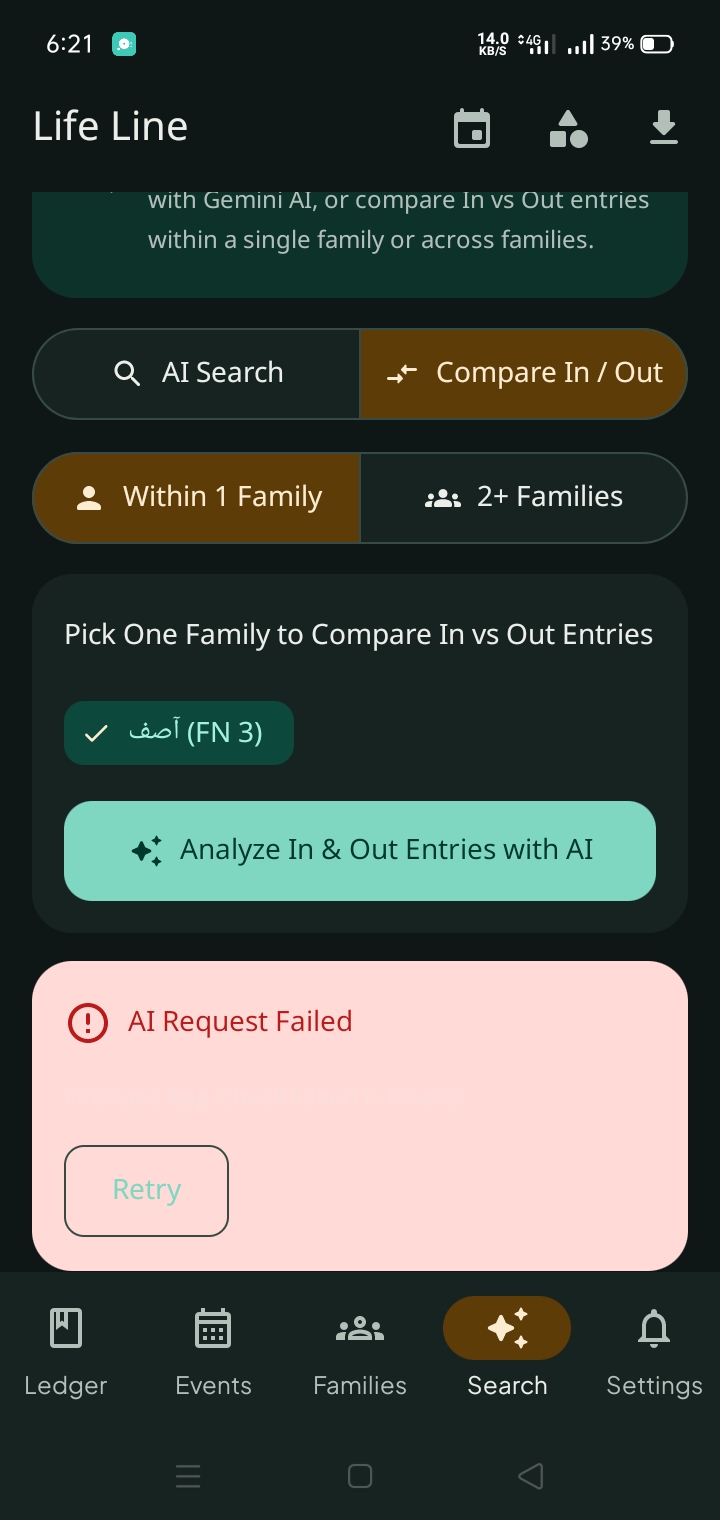 6:21
14.0 KB/S 4G 39%
Life Line
with Gemini AI, or compare In vs Out entries
within a single family or across families.
AI Search
Compare In / Out
Within 1 Family
2+ Families
Pick One Family to Compare In vs Out Entries
آصف (FN 3)
Analyze In & Out Entries with AI
AI Request Failed
Retry
Ledger
Events
Families
Search
Settings